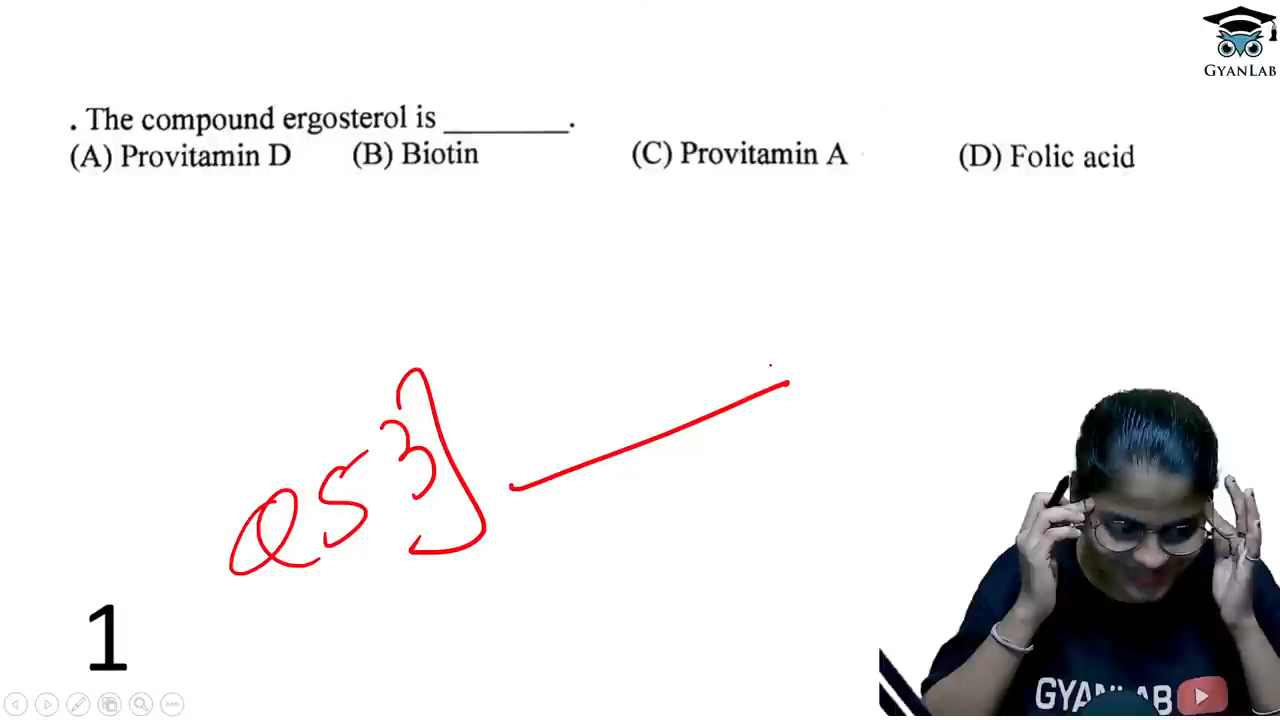 GYANLAB
. The compound ergosterol is ________.
(A) Provitamin D (B) Biotin (C) Provitamin A (D) Folic acid
1
GYANLAB